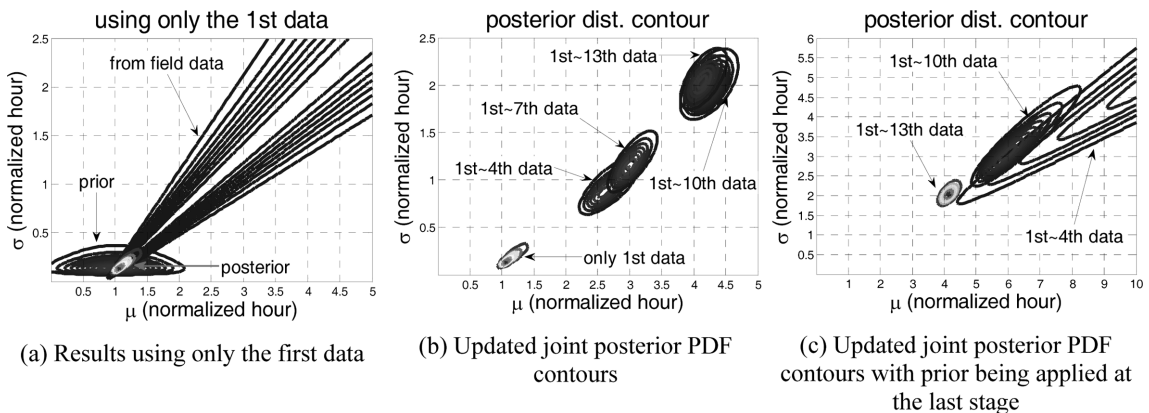 using only the 1st data
2.5
2
1.5
1
0.5
σ (normalized hour)
from field data
prior
posterior
0.5 1 1.5 2 2.5 3 3.5 4 4.5 5
μ (normalized hour)
(a) Results using only the first data
posterior dist. contour
2.5
2
1.5
1
0.5
σ (normalized hour)
1st~13th data
1st~7th data
1st~4th data
1st~10th data
only 1st data
0.5 1 1.5 2 2.5 3 3.5 4 4.5 5
μ (normalized hour)
(b) Updated joint posterior PDF
contours
posterior dist. contour
6
5.5
5
4.5
4
3.5
3
2.5
2
1.5
1
0.5
σ (normalized hour)
1st~10th data
1st~13th data
1st~4th data
1 2 3 4 5 6 7 8 9 10
μ (normalized hour)
(c) Updated joint posterior PDF
contours with prior being applied at
the last stage